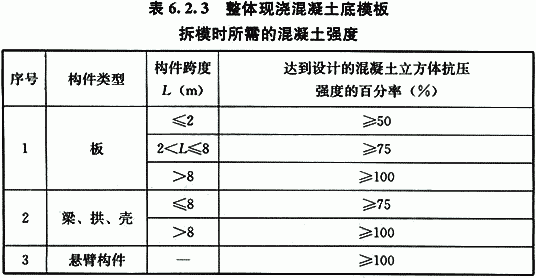 表 6.2.3 整体现浇混凝土底模板
拆模时所需的混凝土强度
序号 构件类型 构件跨度 L（m） 达到设计的混凝土立方体抗压强度的百分率（%）
1 板 ≤2 ≥50
2<L≤8 ≥75
>8 ≥100
2 梁、拱、壳 ≤8 ≥75
>8 ≥100
3 悬臂构件 — ≥100